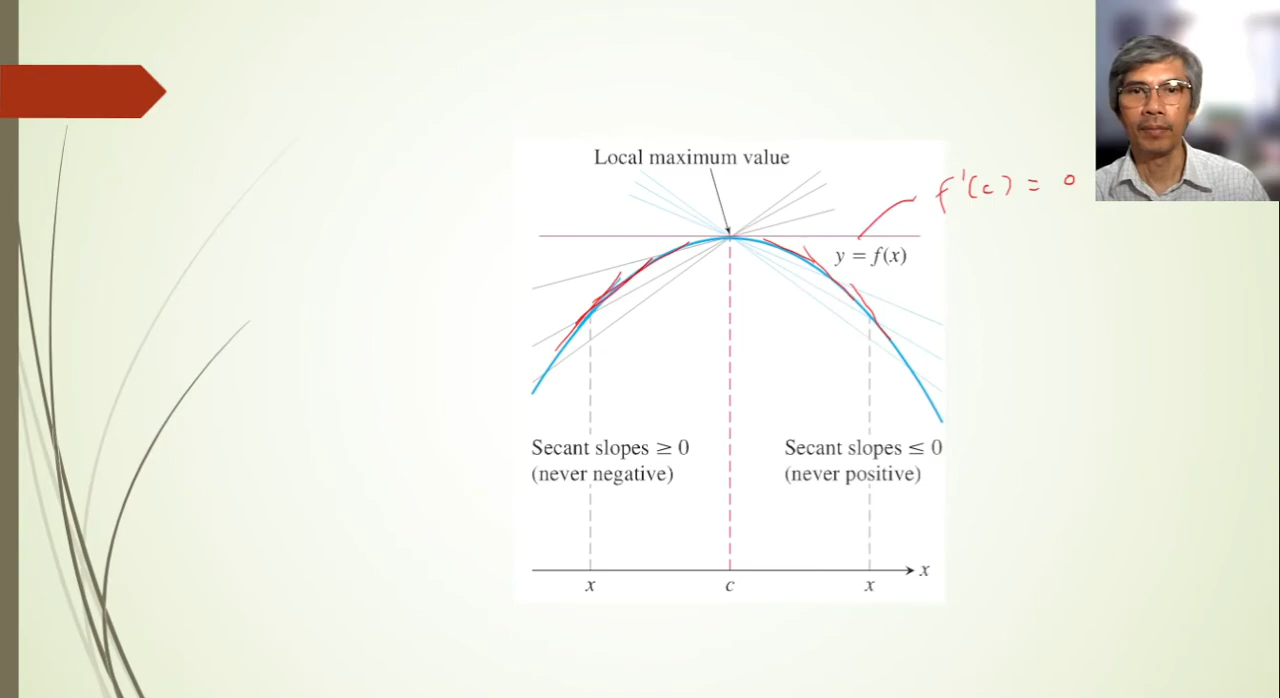 Local maximum value
f'(c) = 0
y = f(x)
Secant slopes ≥ 0
(never negative)
Secant slopes ≤ 0
(never positive)
x
x
c
x